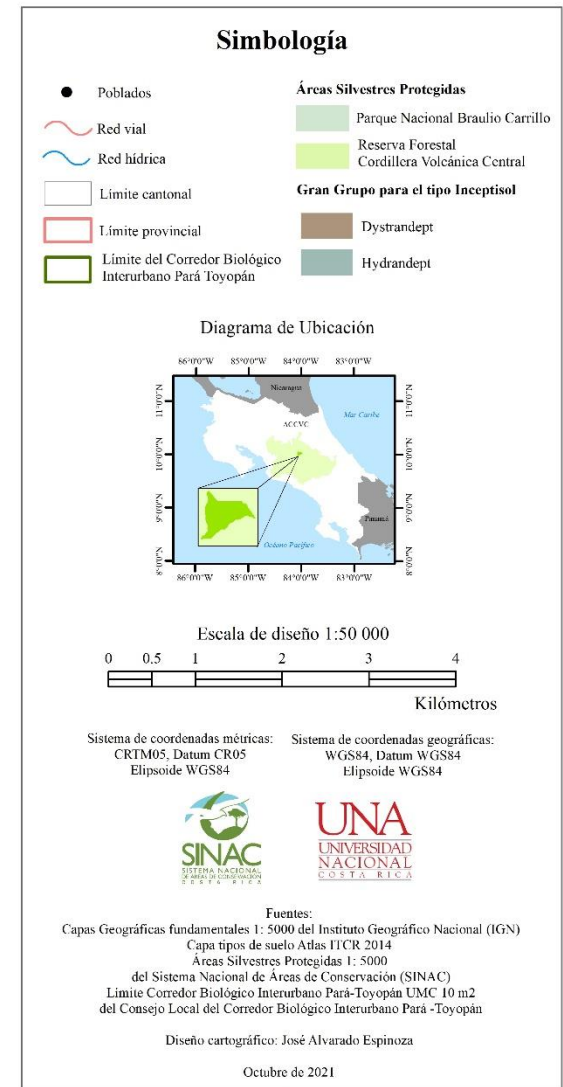 Simbología
Poblados
Red vial
Red hídrica
Límite cantonal
Límite provincial
Límite del Corredor Biológico
Interurbano Pará Toyopán
Áreas Silvestres Protegidas
Parque Nacional Braulio Carrillo
Reserva Forestal
Cordillera Volcánica Central
Gran Grupo para el tipo Inceptisol
Dystrandept
Hydrandept
Diagrama de Ubicación
86°0'0"W 85°0'0"W 84°0'0"W 83°0'0"W
11°0'0"N
10°0'0"N
9°0'0"N
8°0'0"N
Nicaragua
Mar Caribe
ACCVC
Panamá
Océano Pacífico
11°0'0"N
10°0'0"N
9°0'0"N
8°0'0"N
86°0'0"W 85°0'0"W 84°0'0"W 83°0'0"W
Escala de diseño 1:50 000
0 0.5 1 2 3 4
Kilómetros
Sistema de coordenadas métricas:
CRTM05, Datum CR05
Elipsoide WGS84
Sistema de coordenadas geográficas:
WGS84, Datum WGS84
Elipsoide WGS84
SINAC
SISTEMA NACIONAL
DE ÁREAS DE CONSERVACIÓN
COSTA RICA
UNA
UNIVERSIDAD
NACIONAL
COSTA RICA
Fuentes:
Capas Geográficas fundamentales 1: 5000 del Instituto Geográfico Nacional (IGN)
Capa tipos de suelo Atlas ITCR 2014
Áreas Silvestres Protegidas 1: 5000
del Sistema Nacional de Áreas de Conservación (SINAC)
Límite Corredor Biológico Interurbano Pará-Toyopán UMC 10 m2
del Consejo Local del Corredor Biológico Interurbano Pará -Toyopán
Diseño cartográfico: José Alvarado Espinoza
Octubre de 2021